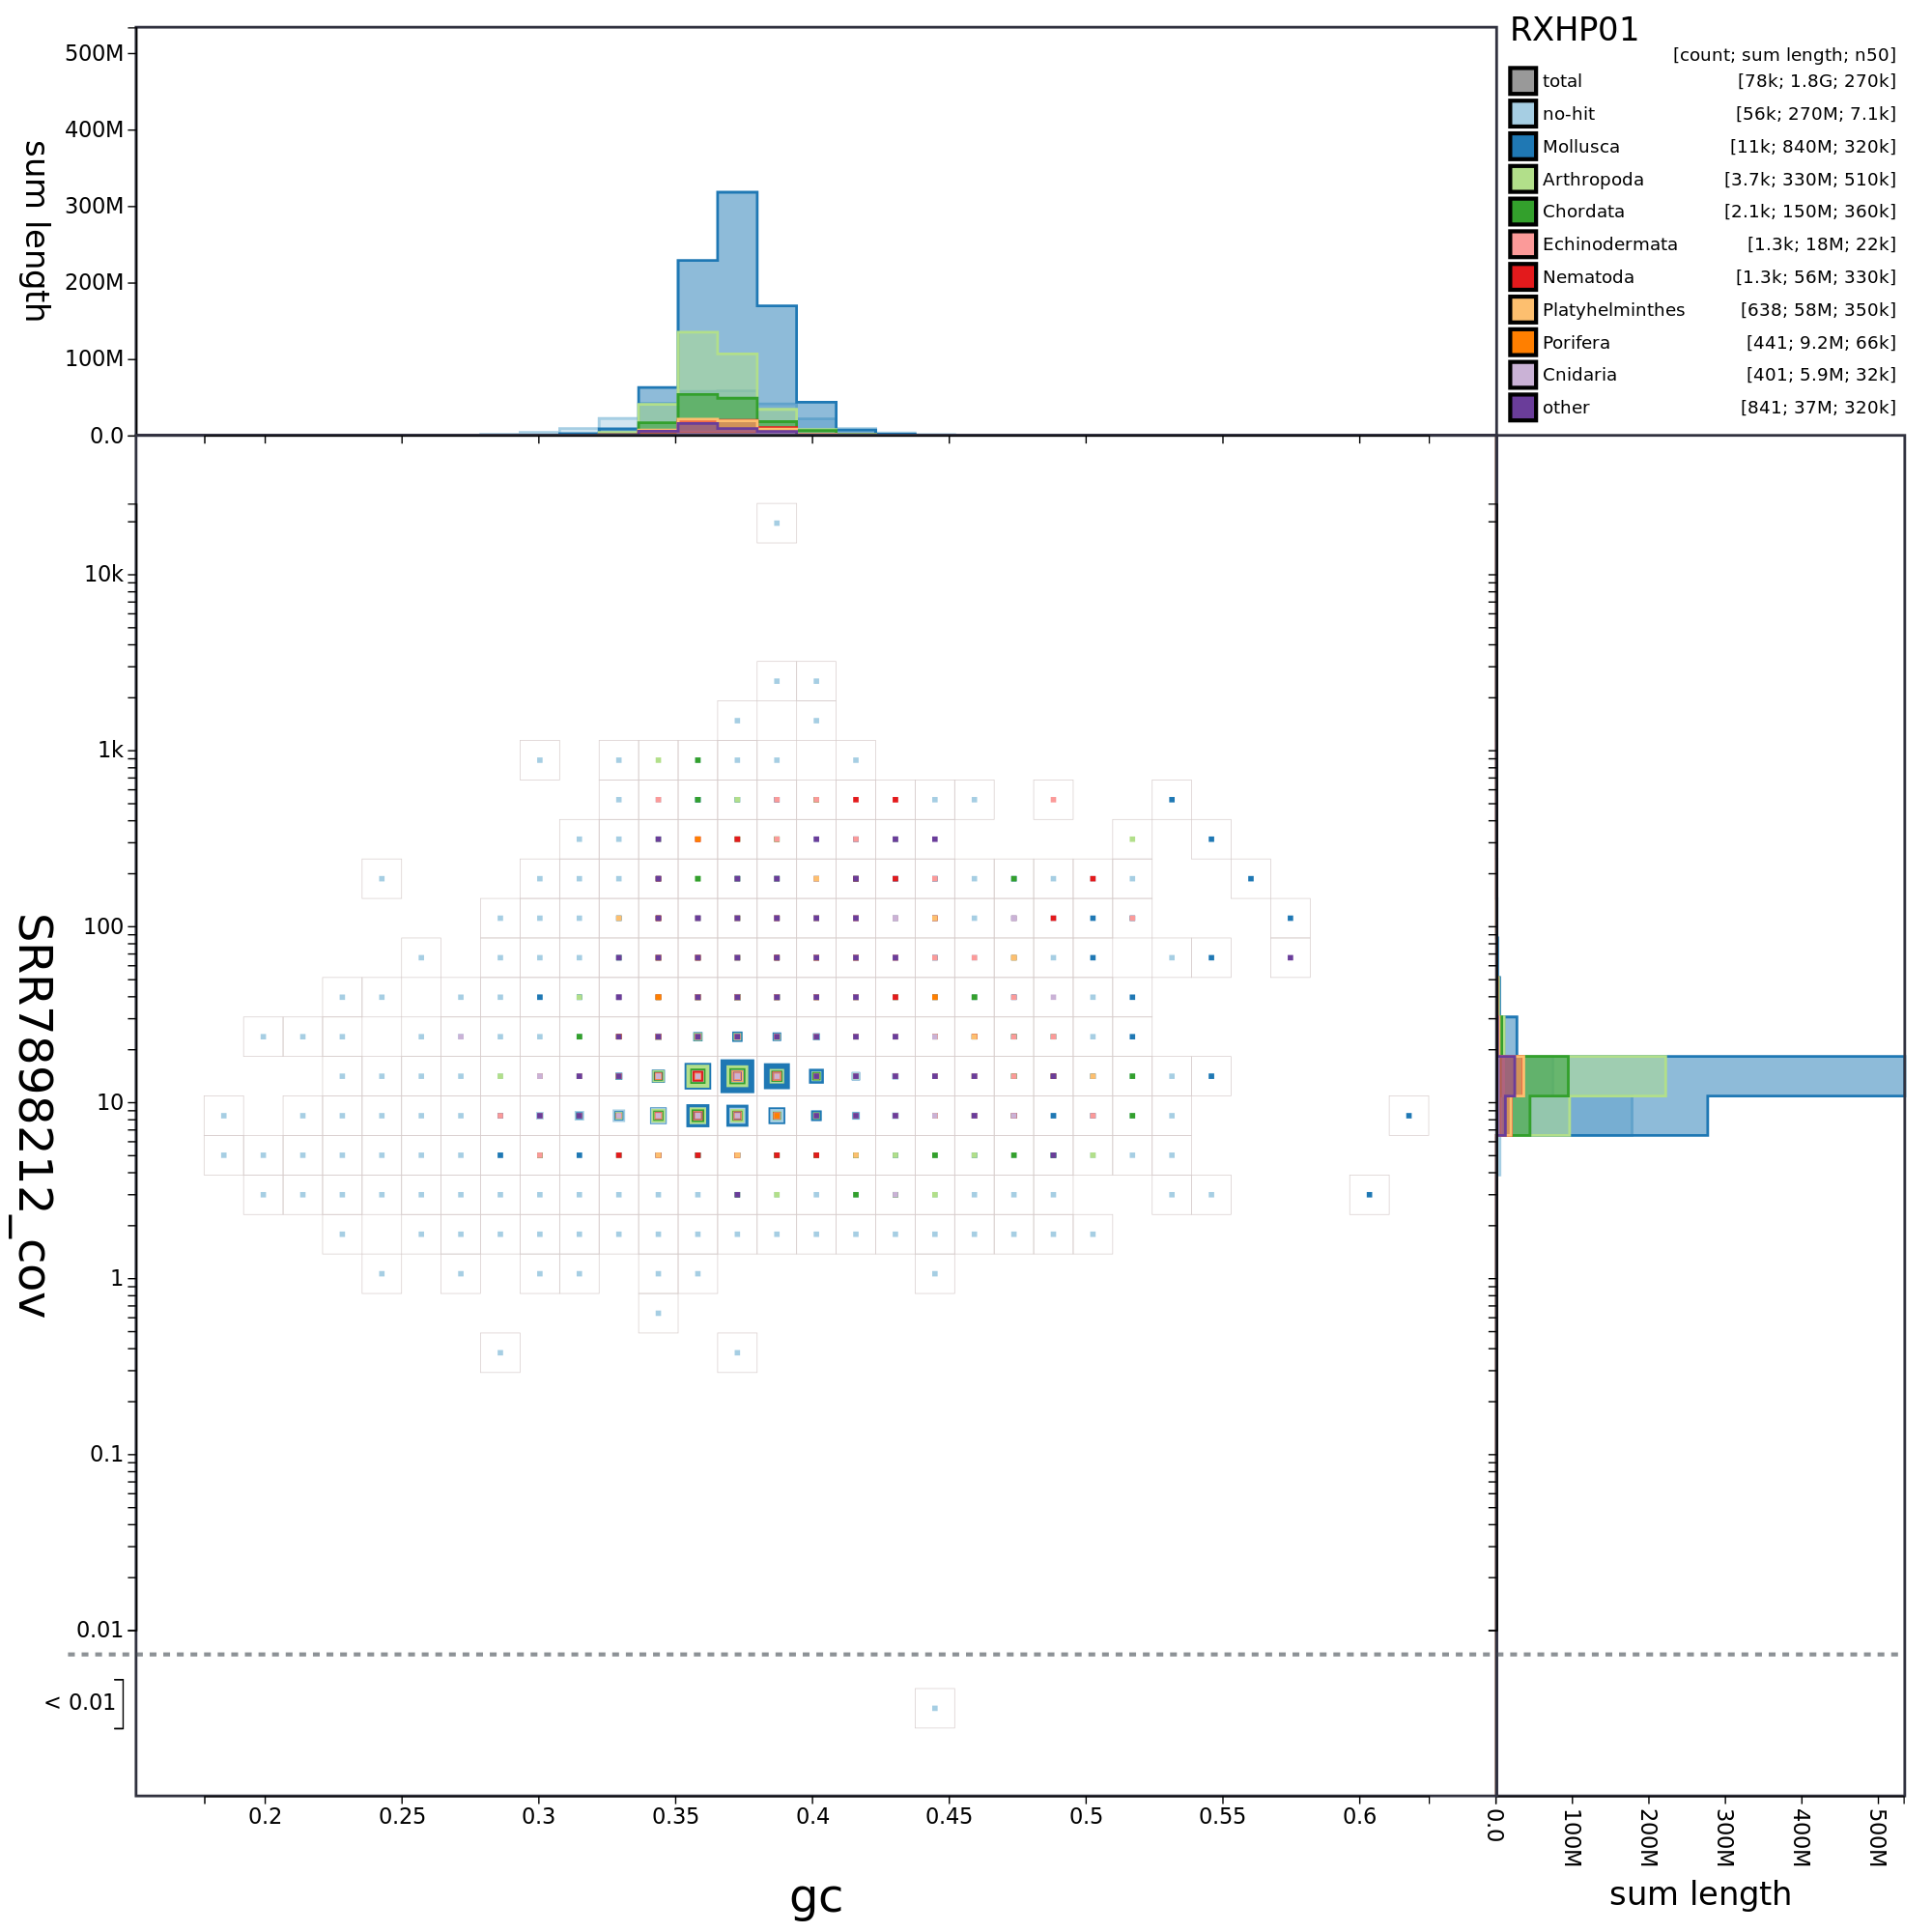 500M
400M
300M
200M
100M
0.0
sum length
RXHP01
[count; sum length; n50]
total [78k; 1.8G; 270k]
no-hit [56k; 270M; 7.1k]
Mollusca [11k; 840M; 320k]
Arthropoda [3.7k; 330M; 510k]
Chordata [2.1k; 150M; 360k]
Echinodermata [1.3k; 18M; 22k]
Nematoda [1.3k; 56M; 330k]
Platyhelminthes [638; 58M; 350k]
Porifera [441; 9.2M; 66k]
Cnidaria [401; 5.9M; 32k]
other [841; 37M; 320k]
10k
1k
100
10
1
0.1
0.01
< 0.01
SRR7898212_cov
0.2 0.25 0.3 0.35 0.4 0.45 0.5 0.55 0.6
gc
0.0 100M 200M 300M 400M 500M
sum length